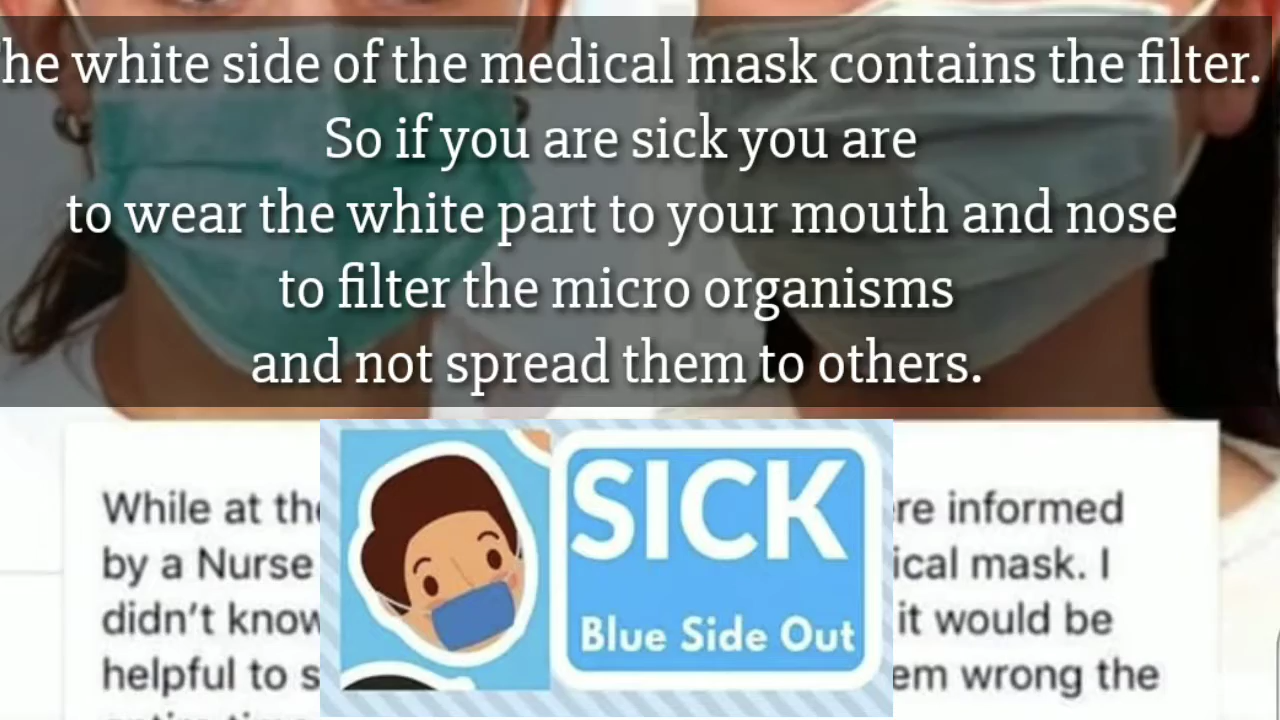 he white side of the medical mask contains the filter.
So if you are sick you are
to wear the white part to your mouth and nose
to filter the micro organisms
and not spread them to others.
SICK
Blue Side Out
While at th re informed
by a Nurse ical mask. I
didn't know it would be
helpful to s em wrong the